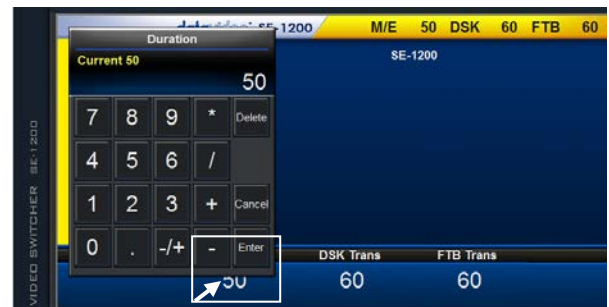 SE-1200 M/E 50 DSK 60 FTB 60
Duration
Current 50
50
SE-1200
7 8 9 * Delete
4 5 6 /
1 2 3 + Cancel
0 . -/+ - Enter
DSK Trans FTB Trans
50 60 60
VIDEO SWITCHER SE-1200